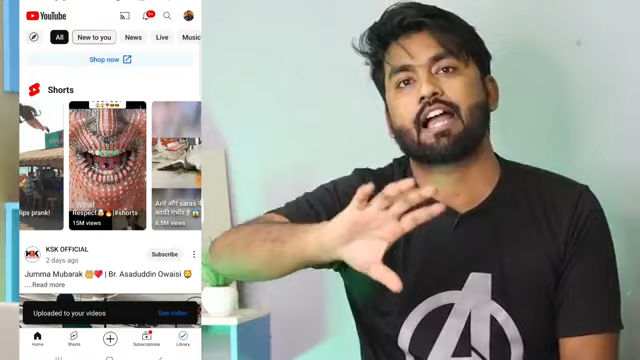 YouTube
9+
All
New to you
News
Live
Music
Shop now
Shorts
lips prank!
What
Respect💀🔥|#shorts
15M views
Arif और saras
6.5M views
KSK OFFICIAL
2 days ago
Subscribe
Jumma Mubarak 🤲❤️ | Br. Asaduddin Owaisi
....Read more
Uploaded to your videos
See video
Home
Shorts
Subscriptions
Library